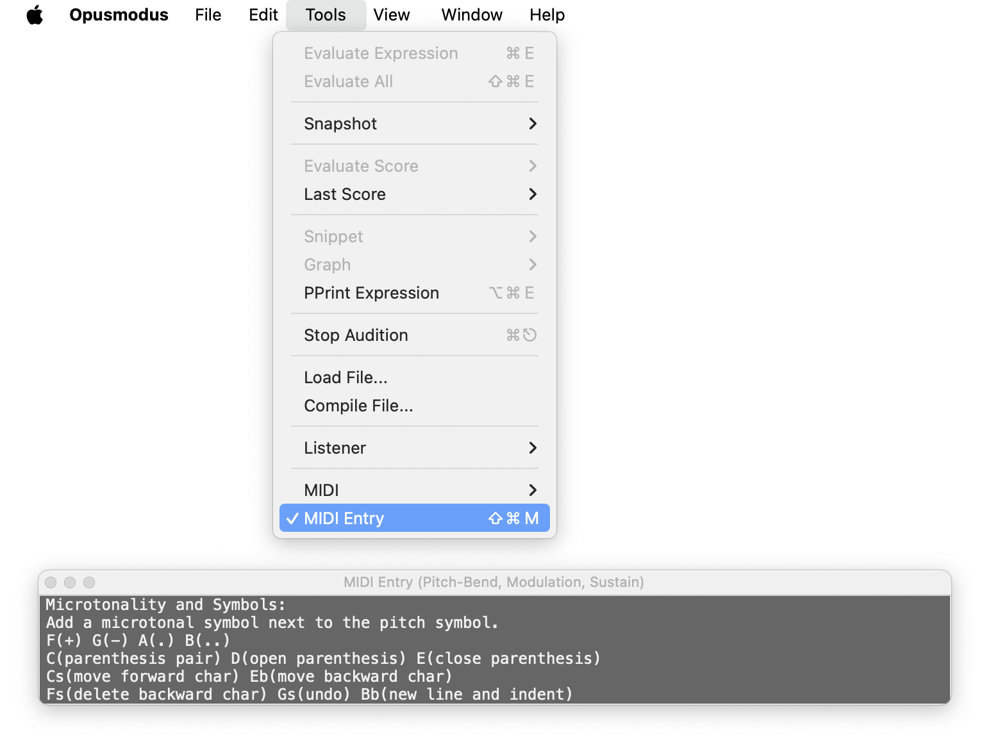 Opusmodus File Edit Tools View Window Help
Evaluate Expression ⌘ E
Evaluate All ⇧ ⌘ E
Snapshot
Evaluate Score
Last Score
Snippet
Graph
PPrint Expression ⌥ ⌘ E
Stop Audition ⌘ ⎋
Load File...
Compile File...
Listener
MIDI
✓ MIDI Entry ⇧ ⌘ M
MIDI Entry (Pitch-Bend, Modulation, Sustain)
Microtonality and Symbols:
Add a microtonal symbol next to the pitch symbol.
F(+) G(-) A(.) B(..)
C(parenthesis pair) D(open parenthesis) E(close parenthesis)
Cs(move forward char) Eb(move backward char)
Fs(delete backward char) Gs(undo) Bb(new line and indent)